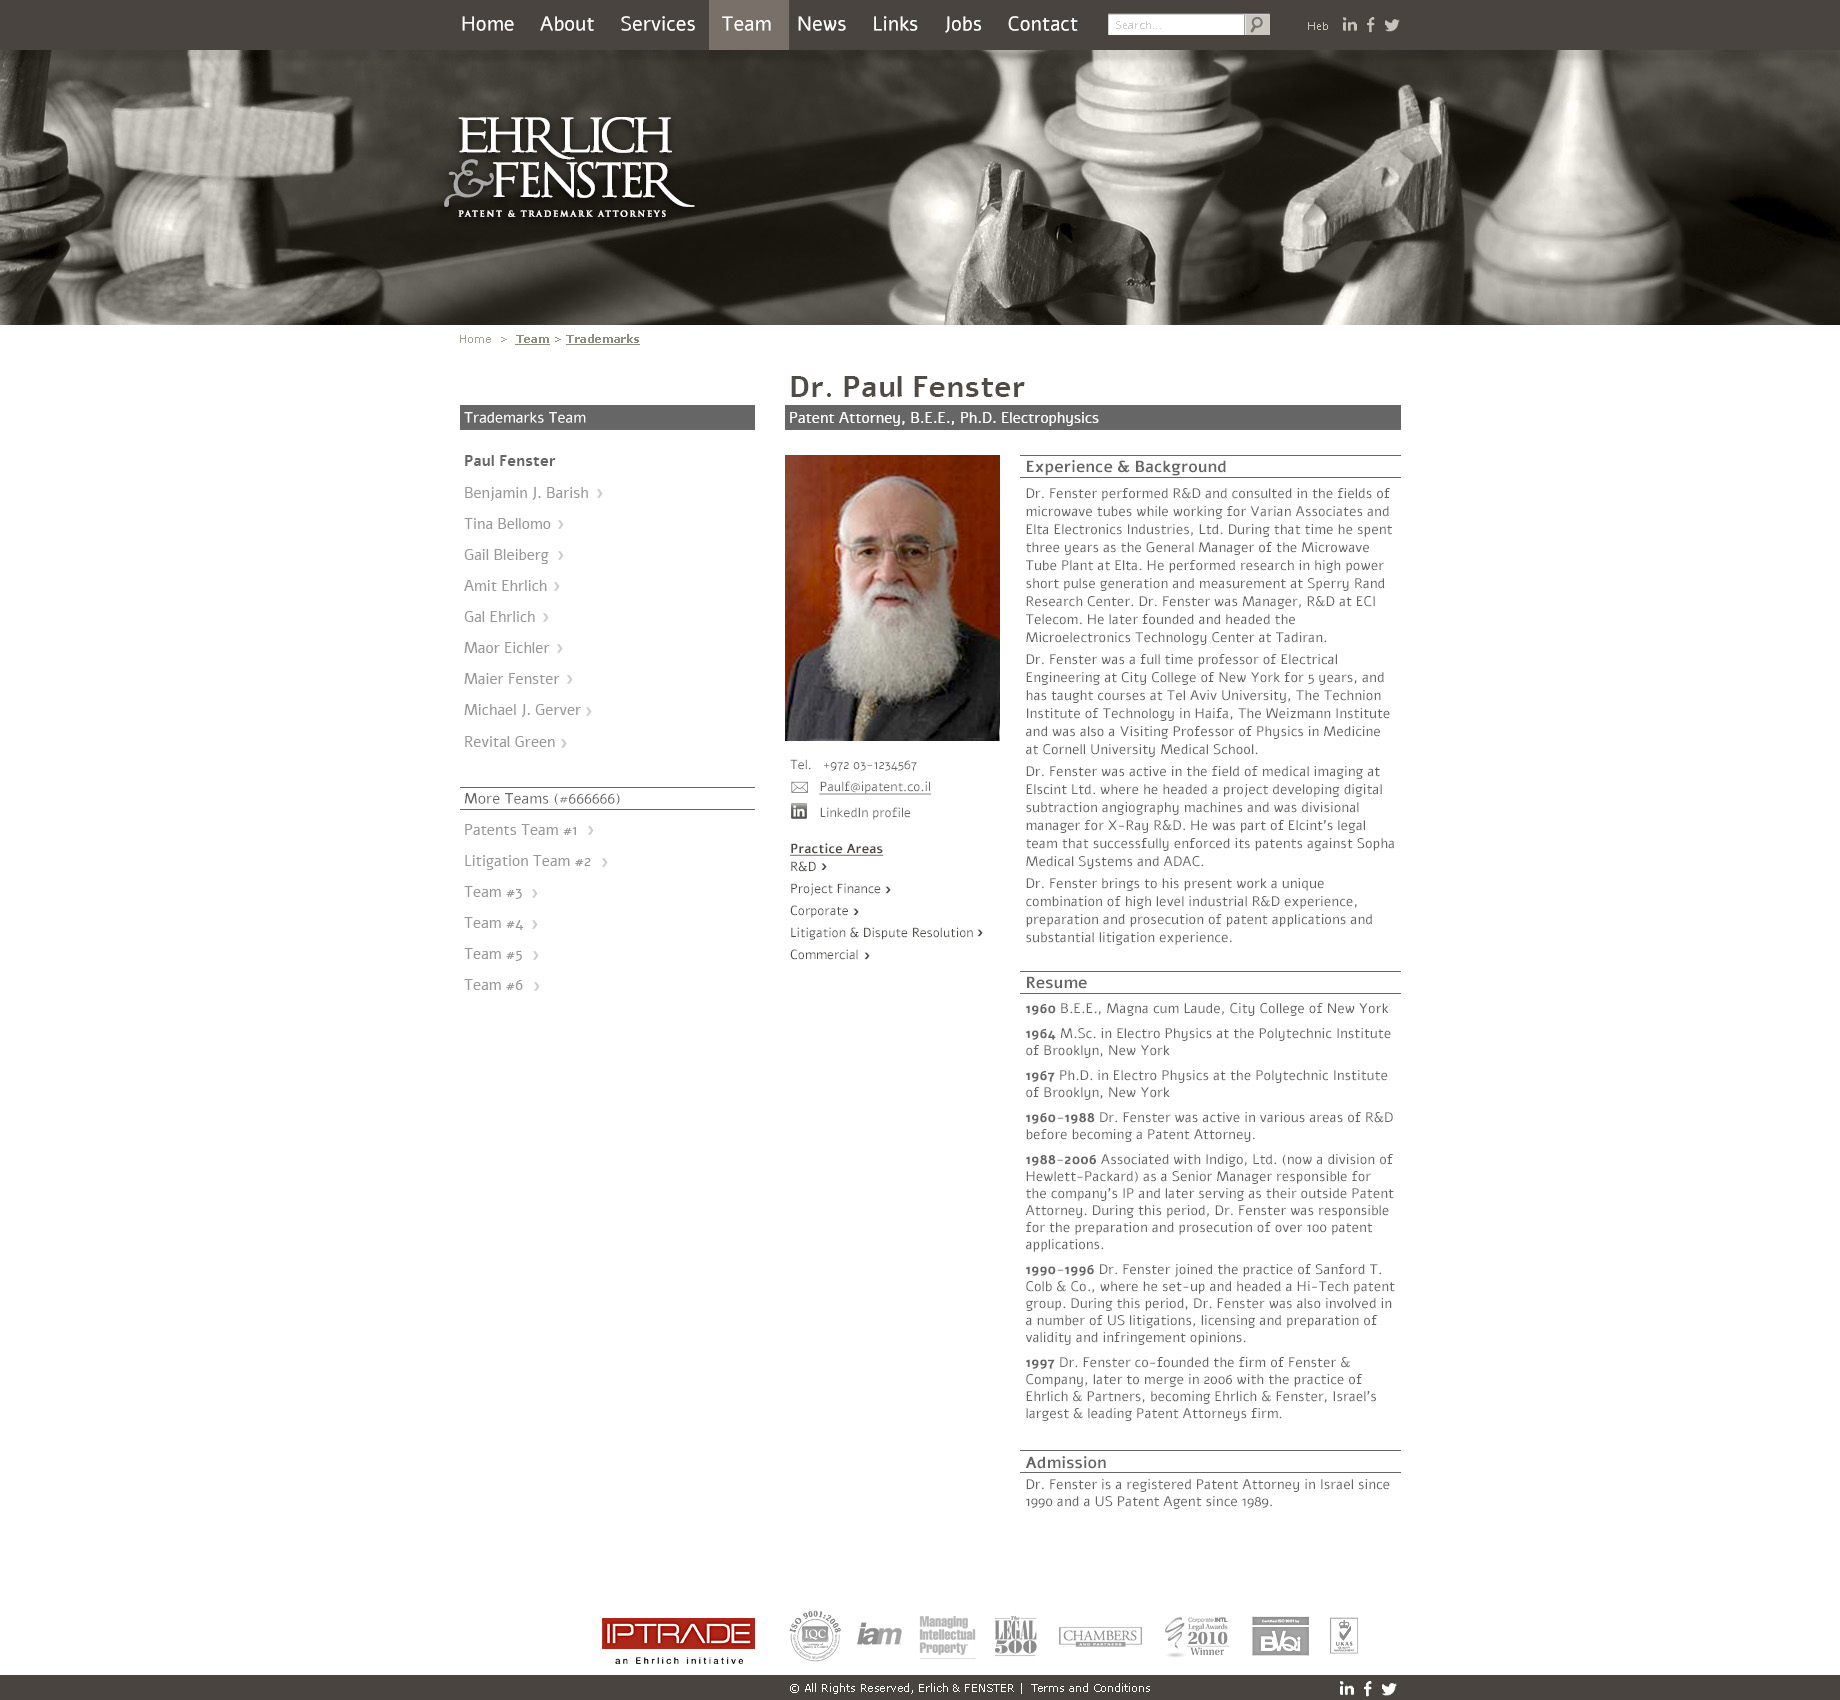 Home About Services Team News Links Jobs Contact Search... Heb in f
EHRLICH
& FENSTER
PATENT & TRADEMARK ATTORNEYS
Home > Team > Trademarks
Dr. Paul Fenster
Trademarks Team
Patent Attorney, B.E.E., Ph.D. Electrophysics
Paul Fenster
Benjamin J. Barish
Tina Bellomo
Gail Bleiberg
Amit Ehrlich
Gal Ehrlich
Maor Eichler
Maier Fenster
Michael J. Gerver
Revital Green
More Teams (#666666)
Patents Team #1
Litigation Team #2
Team #3
Team #4
Team #5
Team #6
Tel. +972 03-1234567
Paulf@ipatent.co.il
in LinkedIn profile
Practice Areas
R&D
Project Finance
Corporate
Litigation & Dispute Resolution
Commercial
Experience & Background
Dr. Fenster performed R&D and consulted in the fields of
microwave tubes while working for Varian Associates and
Elta Electronics Industries, Ltd. During that time he spent
three years as the General Manager of the Microwave
Tube Plant at Elta. He performed research in high power
short pulse generation and measurement at Sperry Rand
Research Center. Dr. Fenster was Manager, R&D at ECI
Telecom. He later founded and headed the
Microelectronics Technology Center at Tadiran.
Dr. Fenster was a full time professor of Electrical
Engineering at City College of New York for 5 years, and
has taught courses at Tel Aviv University, The Technion
Institute of Technology in Haifa, The Weizmann Institute
and was also a Visiting Professor of Physics in Medicine
at Cornell University Medical School.
Dr. Fenster was active in the field of medical imaging at
Elscint Ltd. where he headed a project developing digital
subtraction angiography machines and was divisional
manager for X-Ray R&D. He was part of Elcint's legal
team that successfully enforced its patents against Sopha
Medical Systems and ADAC.
Dr. Fenster brings to his present work a unique
combination of high level industrial R&D experience,
preparation and prosecution of patent applications and
substantial litigation experience.
Resume
1960 B.E.E., Magna cum Laude, City College of New York
1964 M.Sc. in Electro Physics at the Polytechnic Institute
of Brooklyn, New York
1967 Ph.D. in Electro Physics at the Polytechnic Institute
of Brooklyn, New York
1960-1988 Dr. Fenster was active in various areas of R&D
before becoming a Patent Attorney.
1988-2006 Associated with Indigo, Ltd. (now a division of
Hewlett-Packard) as a Senior Manager responsible for
the company's IP and later serving as their outside Patent
Attorney. During this period, Dr. Fenster was responsible
for the preparation and prosecution of over 100 patent
applications.
1990-1996 Dr. Fenster joined the practice of Sanford T.
Colb & Co., where he set-up and headed a Hi-Tech patent
group. During this period, Dr. Fenster was also involved in
a number of US litigations, licensing and preparation of
validity and infringement opinions.
1997 Dr. Fenster co-founded the firm of Fenster &
Company, later to merge in 2006 with the practice of
Ehrlich & Partners, becoming Ehrlich & Fenster, Israel's
largest & leading Patent Attorneys firm.
Admission
Dr. Fenster is a registered Patent Attorney in Israel since
1990 and a US Patent Agent since 1989.
IPTRADE
an Ehrlich initiative
ISO 9001:2008
IQC
iam
Managing
Intellectual
Property
The
LEGAL
500
CHAMBERS
AND PARTNERS
Corporate INTL
Legal Awards
2010
Winner
Certified ISO 9001 by
BVQi
UKAS
© All Rights Reserved, Erlich & FENSTER | Terms and Conditions in f